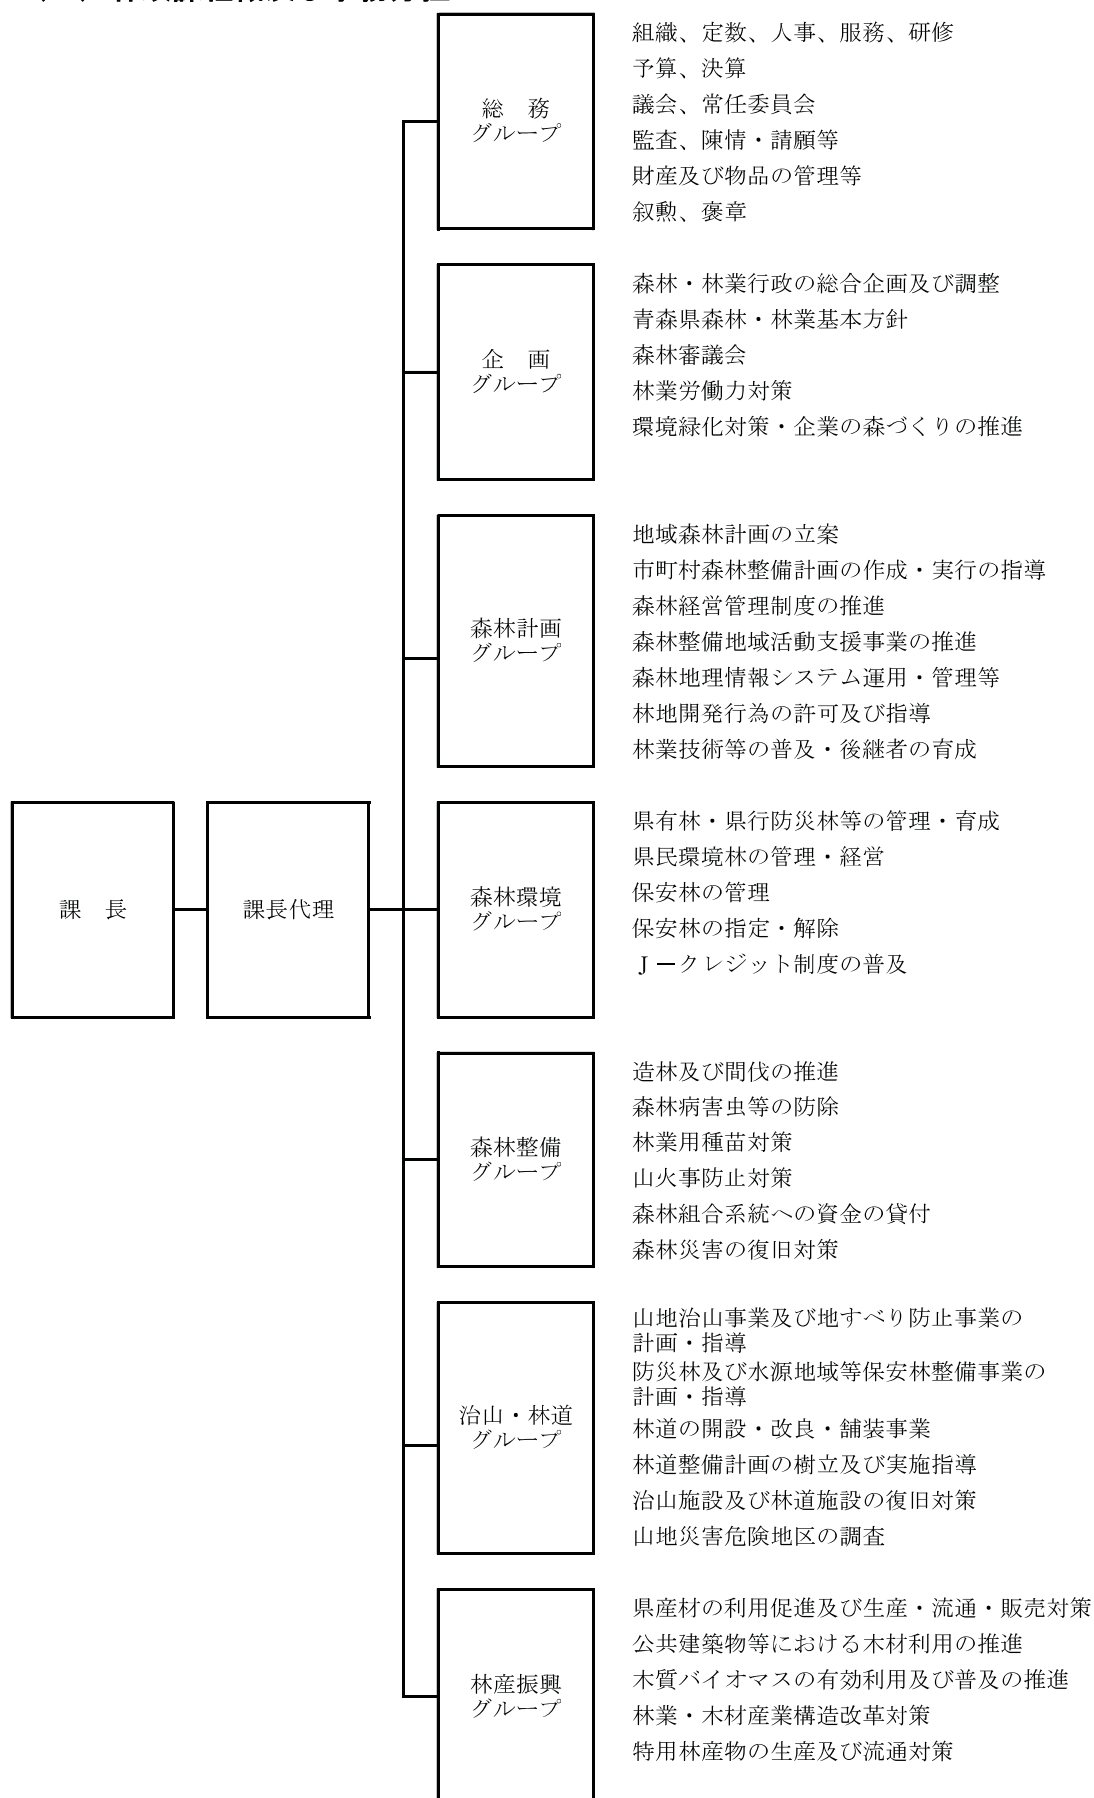 総　務
グループ
組織、定数、人事、服務、研修
予算、決算
議会、常任委員会
監査、陳情・請願等
財産及び物品の管理等
叙勲、褒章
企　画
グループ
森林・林業行政の総合企画及び調整
青森県森林・林業基本方針
森林審議会
林業労働力対策
環境緑化対策・企業の森づくりの推進
森林計画
グループ
地域森林計画の立案
市町村森林整備計画の作成・実行の指導
森林経営管理制度の推進
森林整備地域活動支援事業の推進
森林地理情報システム運用・管理等
林地開発行為の許可及び指導
林業技術等の普及・後継者の育成
課　長
課長代理
森林環境
グループ
県有林・県行防災林等の管理・育成
県民環境林の管理・経営
保安林の管理
保安林の指定・解除
Ｊークレジット制度の普及
森林整備
グループ
造林及び間伐の推進
森林病害虫等の防除
林業用種苗対策
山火事防止対策
森林組合系統への資金の貸付
森林災害の復旧対策
治山・林道
グループ
山地治山事業及び地すべり防止事業の
計画・指導
防災林及び水源地域等保安林整備事業の
計画・指導
林道の開設・改良・舗装事業
林道整備計画の樹立及び実施指導
治山施設及び林道施設の復旧対策
山地災害危険地区の調査
林産振興
グループ
県産材の利用促進及び生産・流通・販売対策
公共建築物等における木材利用の推進
木質バイオマスの有効利用及び普及の推進
林業・木材産業構造改革対策
特用林産物の生産及び流通対策